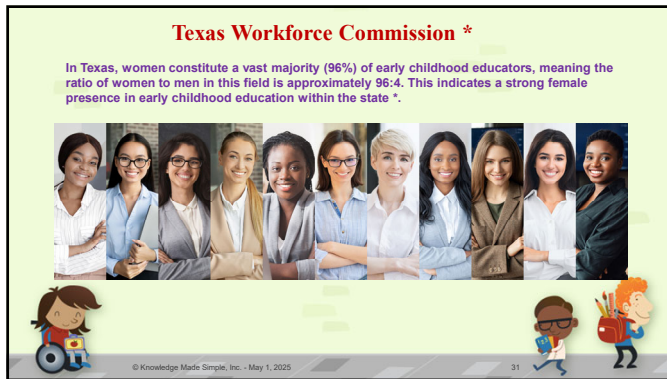 Texas Workforce Commission *
In Texas, women constitute a vast majority (96%) of early childhood educators, meaning the
ratio of women to men in this field is approximately 96:4. This indicates a strong female
presence in early childhood education within the state *.
© Knowledge Made Simple, Inc. - May 1, 2025
31